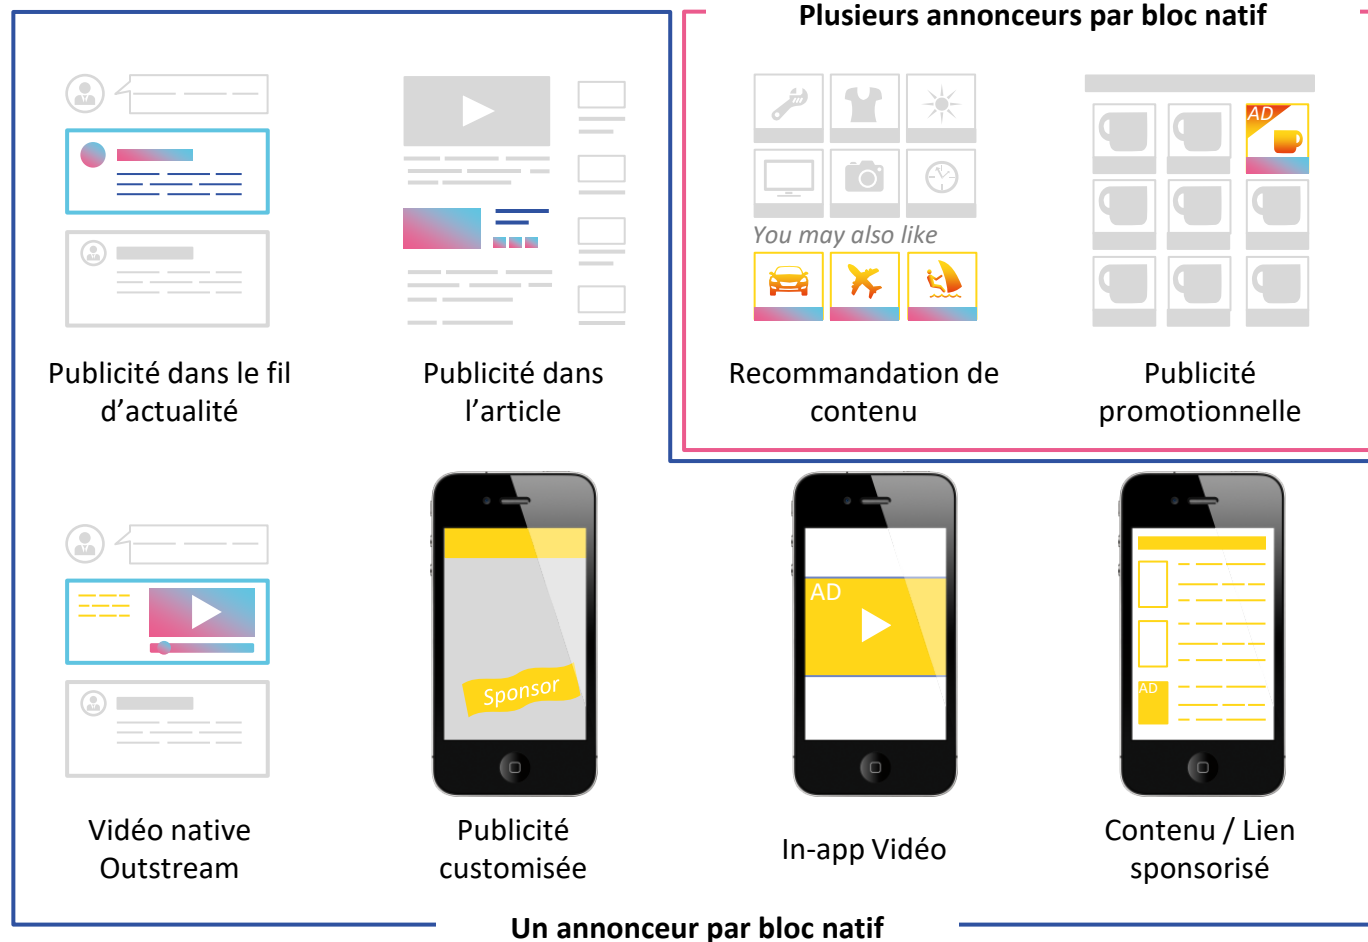 Plusieurs annonceurs par bloc natif
AD
You may also like
Publicité dans le fil
d’actualité
Publicité dans
l’article
Recommandation de
contenu
Publicité
promotionnelle
AD
Sponsor
AD
Vidéo native
Outstream
Publicité
customisée
In-app Vidéo
Contenu / Lien
sponsorisé
Un annonceur par bloc natif